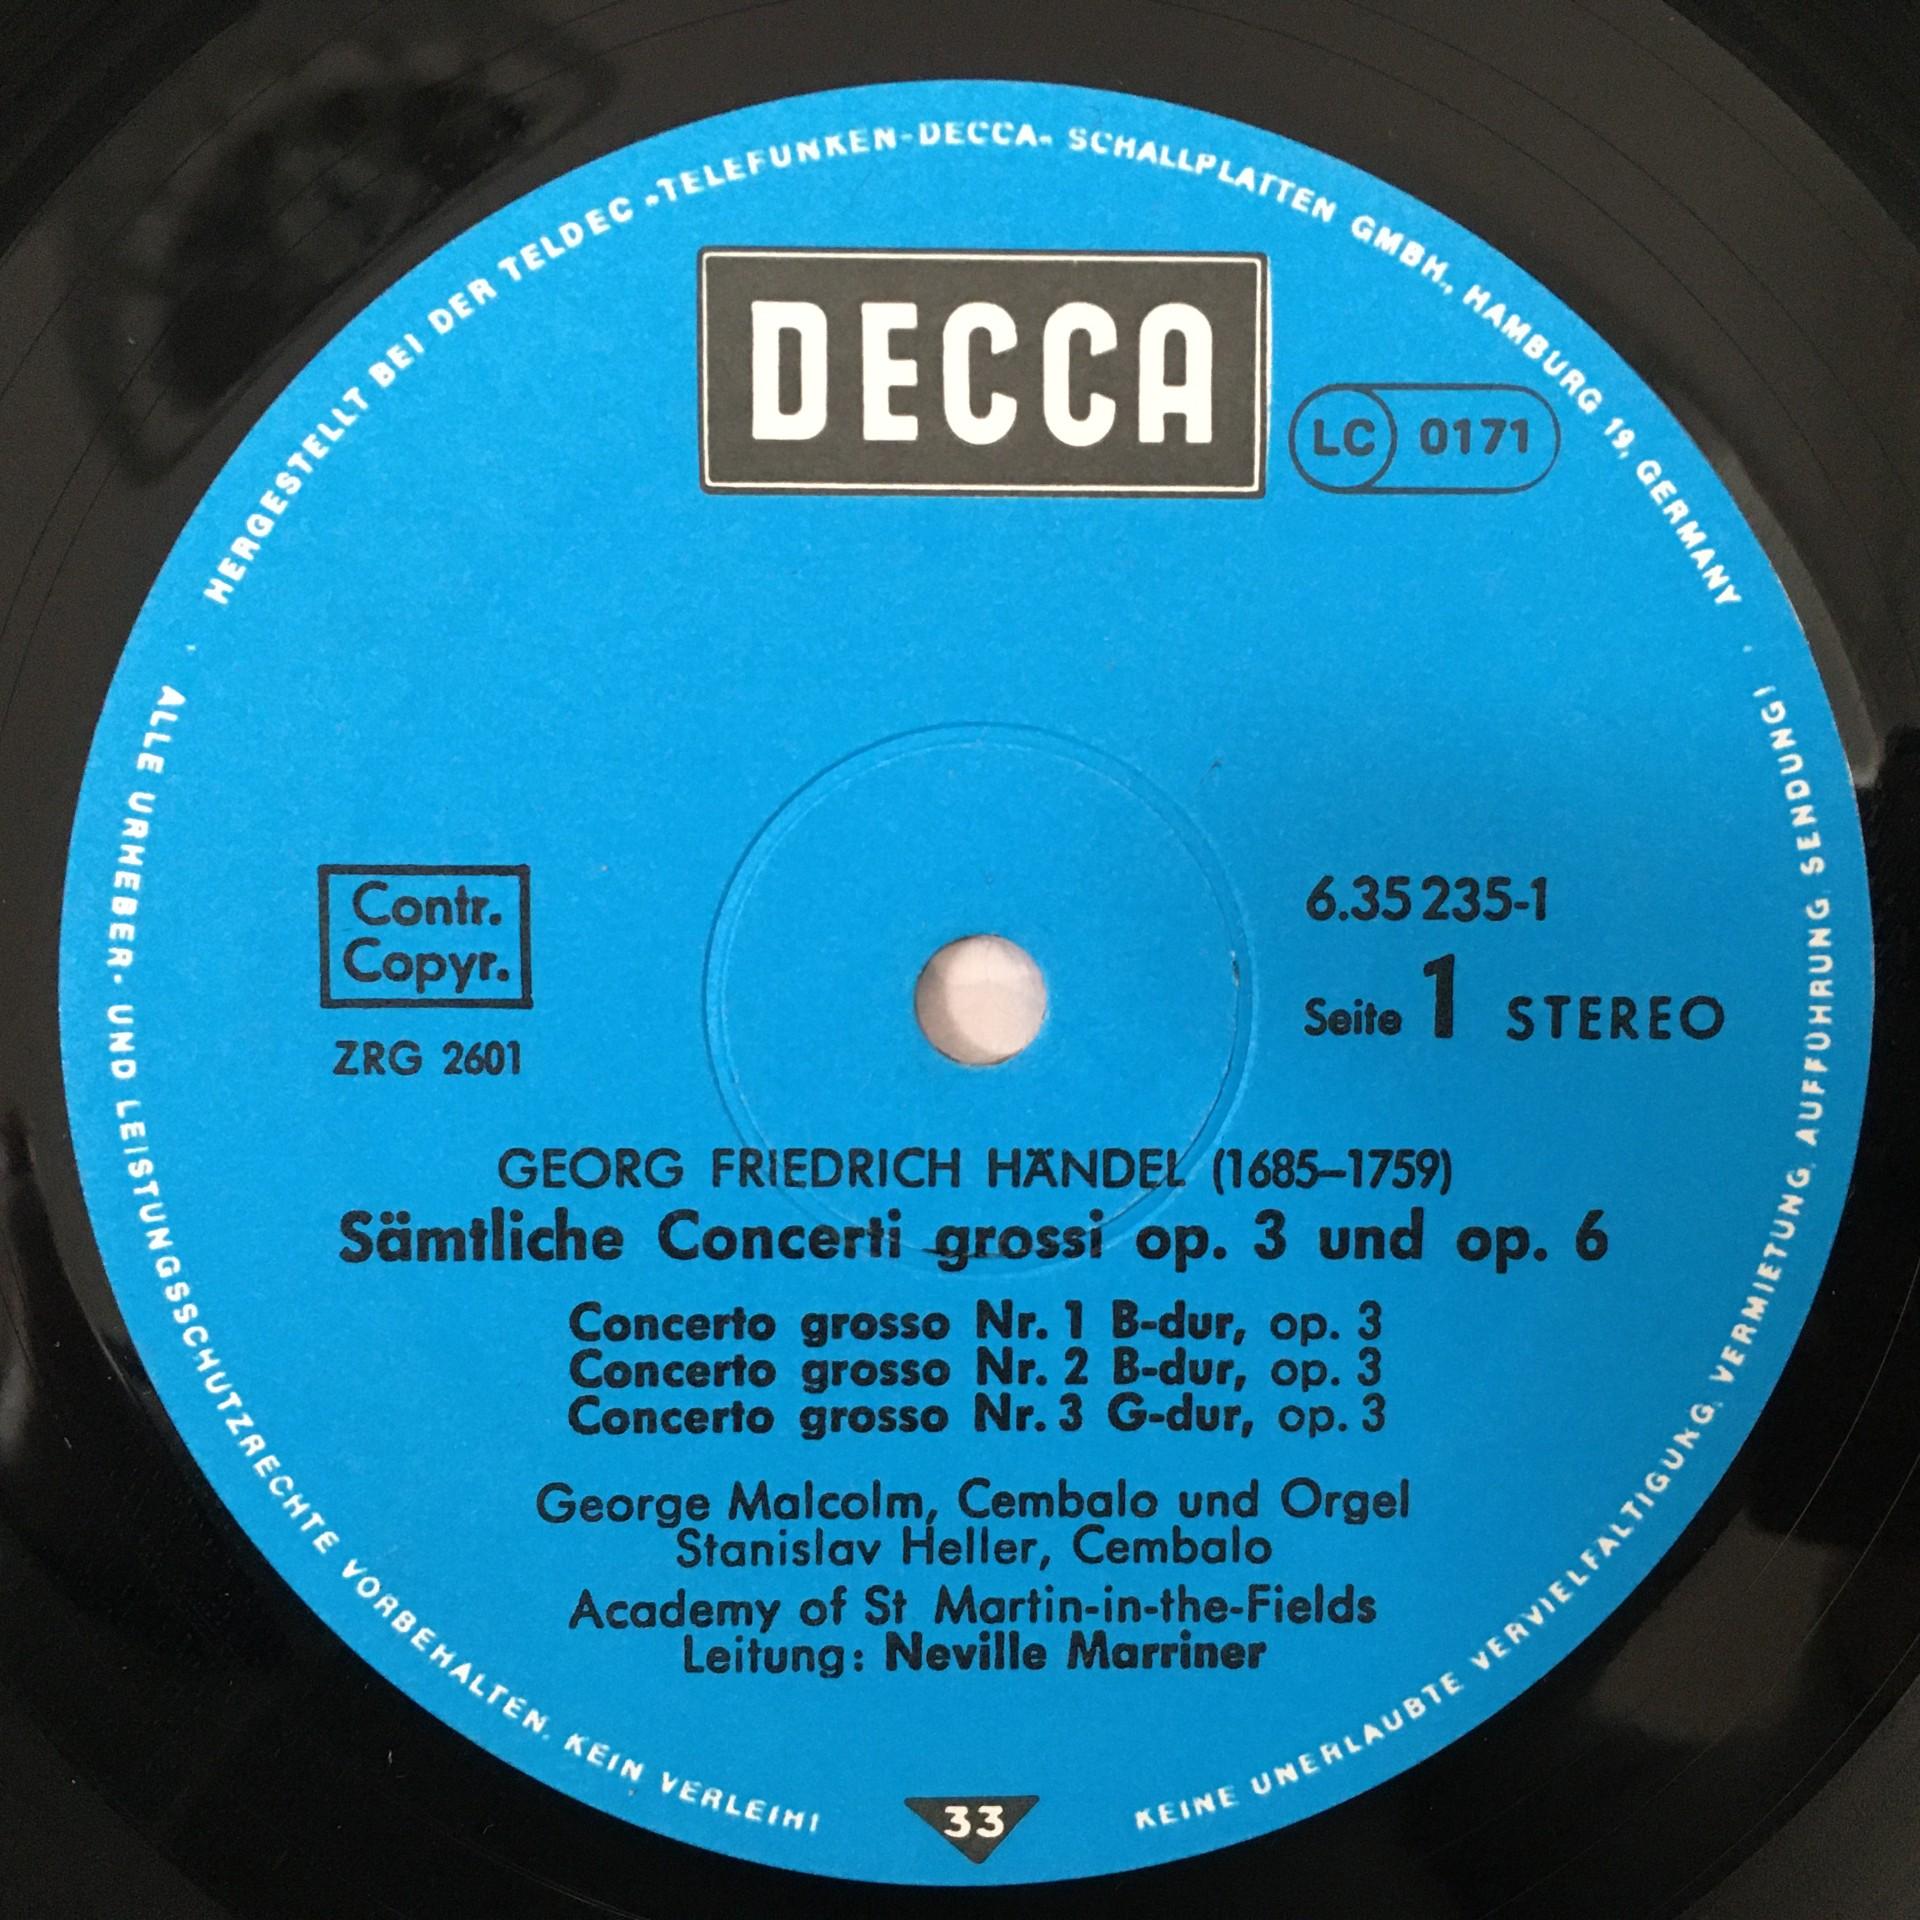 HERGESTELLT BEI DER TELDEC »TELEFUNKEN-DECCA« SCHALLPLATTEN GMBH., HAMBURG 19, GERMANY
DECCA
LC 0171
Contr.
Copyr.
ZRG 2601
6.35235-1
Seite 1 STEREO
GEORG FRIEDRICH HÄNDEL (1685–1759)
Sämtliche Concerti grossi op. 3 und op. 6
Concerto grosso Nr. 1 B-dur, op. 3
Concerto grosso Nr. 2 B-dur, op. 3
Concerto grosso Nr. 3 G-dur, op. 3
George Malcolm, Cembalo und Orgel
Stanislav Heller, Cembalo
Academy of St Martin-in-the-Fields
Leitung: Neville Marriner
33
ALLE URHEBER- UND LEISTUNGSSCHUTZRECHTE VORBEHALTEN. KEIN VERLEIH!
KEINE UNERLAUBTE VERVIELFALTIGUNG, VERMIETUNG, AUFFUHRUNG SENDUNG!